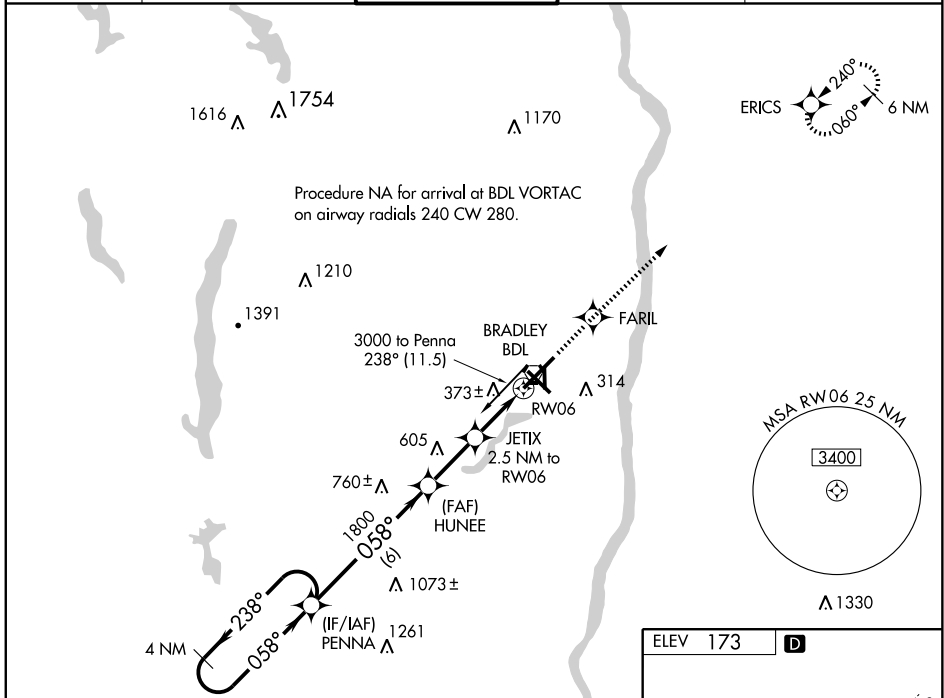 1616
1754
1170
ERICS
240°
060°
6 NM
Procedure NA for arrival at BDL VORTAC
on airway radials 240 CW 280.
1210
1391
FARIL
BRADLEY
BDL
3000 to Penna
238° (11.5)
373±
314
RW06
MSA RW06 25 NM
3400
605
JETIX
2.5 NM to
RW06
760±
(FAF)
HUNEE
1800
058°
(6)
1073±
1330
238°
058°
4 NM
(IF/IAF)
PENNA
1261
ELEV 173
D